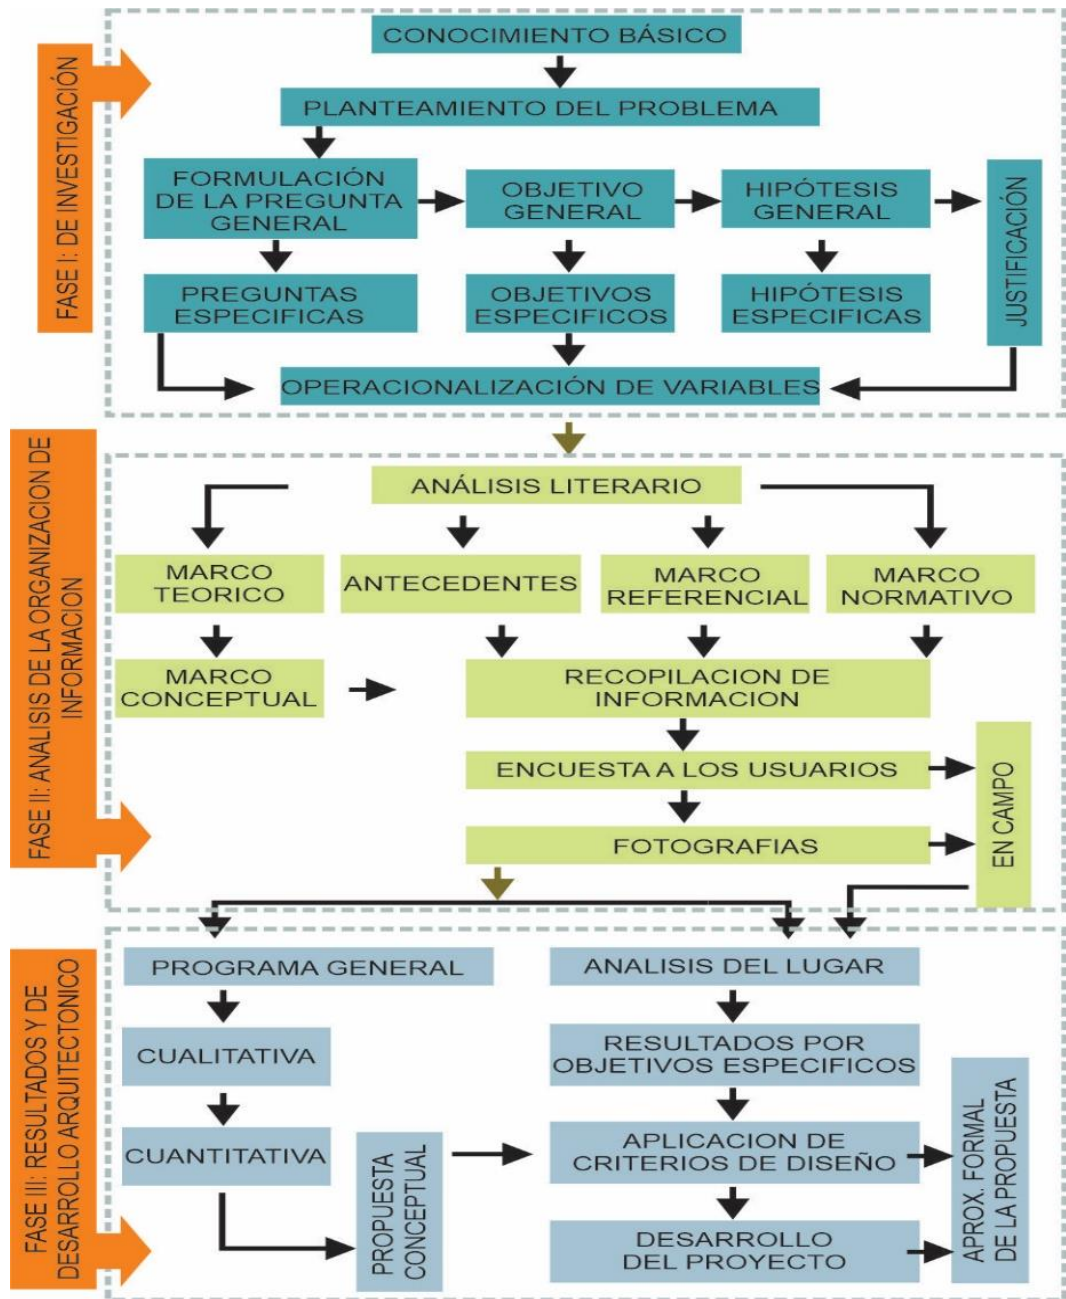 FASE I: DE INVESTIGACIÓN
CONOCIMIENTO BÁSICO
PLANTEAMIENTO DEL PROBLEMA
FORMULACIÓN
DE LA PREGUNTA
GENERAL
OBJETIVO
GENERAL
HIPÓTESIS
GENERAL
JUSTIFICACIÓN
PREGUNTAS
ESPECIFICAS
OBJETIVOS
ESPECIFICOS
HIPÓTESIS
ESPECIFICAS
OPERACIONALIZACIÓN DE VARIABLES
FASE II: ANALISIS DE LA ORGANIZACION DE
INFORMACION
ANÁLISIS LITERARIO
MARCO
TEORICO
ANTECEDENTES
MARCO
REFERENCIAL
MARCO
NORMATIVO
MARCO
CONCEPTUAL
RECOPILACION DE
INFORMACION
ENCUESTA A LOS USUARIOS
FOTOGRAFIAS
EN CAMPO
FASE III: RESULTADOS Y DE
DESARROLLO ARQUITECTONICO
PROGRAMA GENERAL
CUALITATIVA
CUANTITATIVA
PROPUESTA
CONCEPTUAL
ANALISIS DEL LUGAR
RESULTADOS POR
OBJETIVOS ESPECIFICOS
APLICACION DE
CRITERIOS DE DISEÑO
DESARROLLO
DEL PROYECTO
APROX. FORMAL
DE LA PROPUESTA